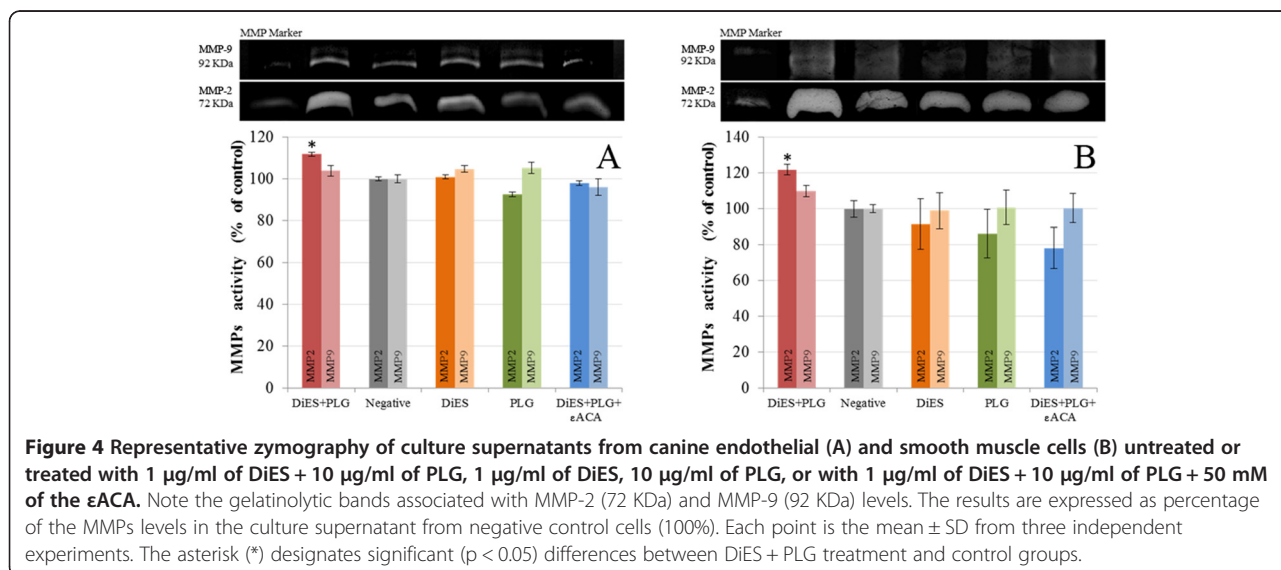 MMP Marker
MMP-9
92 KDa
MMP-2
72 KDa
A
MMPs activity (% of control)
120
100
80
60
40
20
0
MMP2
MMP9
MMP2
MMP9
MMP2
MMP9
MMP2
MMP9
MMP2
MMP9
*
DiES+PLG
Negative
DiES
PLG
DiES+PLG+
εACA
MMP Marker
MMP-9
92 KDa
MMP-2
72 KDa
B
MMPs activity (% of control)
140
120
100
80
60
40
20
0
MMP2
MMP9
MMP2
MMP9
MMP2
MMP9
MMP2
MMP9
MMP2
MMP9
*
DiES+PLG
Negative
DiES
PLG
DiES+PLG+
εACA
Figure 4 Representative zymography of culture supernatants from canine endothelial (A) and smooth muscle cells (B) untreated or
treated with 1 μg/ml of DiES + 10 μg/ml of PLG, 1 μg/ml of DiES, 10 μg/ml of PLG, or with 1 μg/ml of DiES + 10 μg/ml of PLG + 50 mM
of the εACA. Note the gelatinolytic bands associated with MMP-2 (72 KDa) and MMP-9 (92 KDa) levels. The results are expressed as percentage
of the MMPs levels in the culture supernatant from negative control cells (100%). Each point is the mean ± SD from three independent
experiments. The asterisk (*) designates significant (p < 0.05) differences between DiES + PLG treatment and control groups.